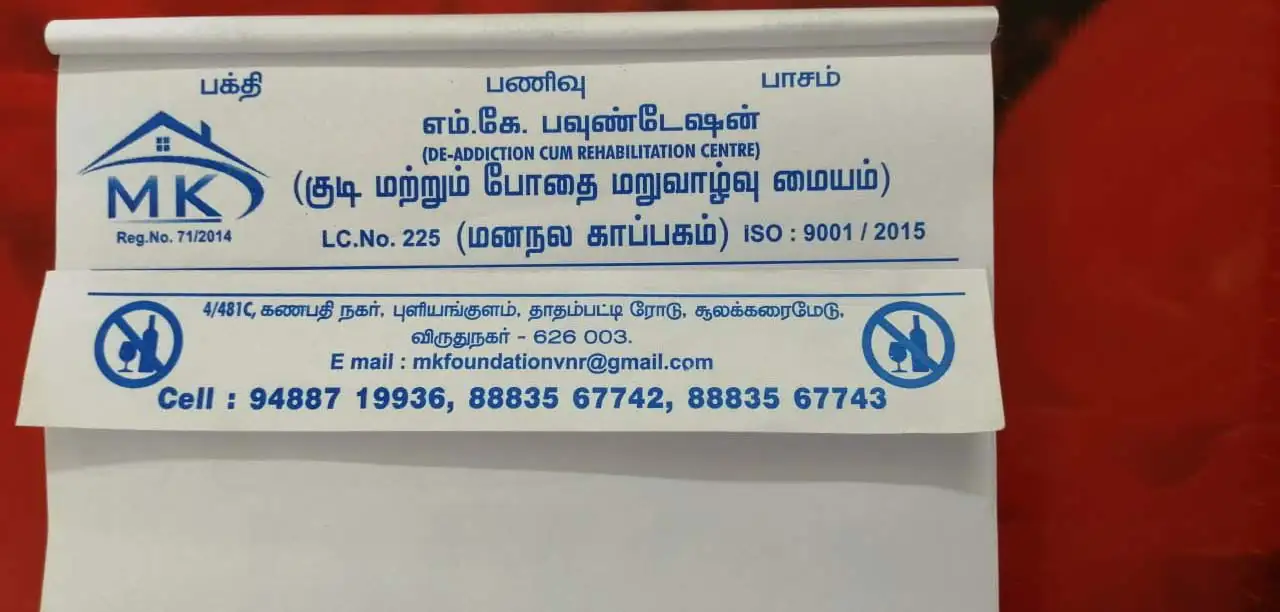 பக்தி பணிவு பாசம்
எம்.கே. பவுண்டேஷன்
(DE-ADDICTION CUM REHABILITATION CENTRE)
(குடி மற்றும் போதை மறுவாழ்வு மையம்)
MK
Reg.No. 71/2014
LC.No. 225 (மனநல காப்பகம்) ISO : 9001 / 2015
4/481C, கணபதி நகர், புளியங்குளம், தாதம்பட்டி ரோடு, சூலக்கரைமேடு,
விருதுநகர் - 626 003.
E mail : mkfoundationvnr@gmail.com
Cell : 94887 19936, 88835 67742, 88835 67743